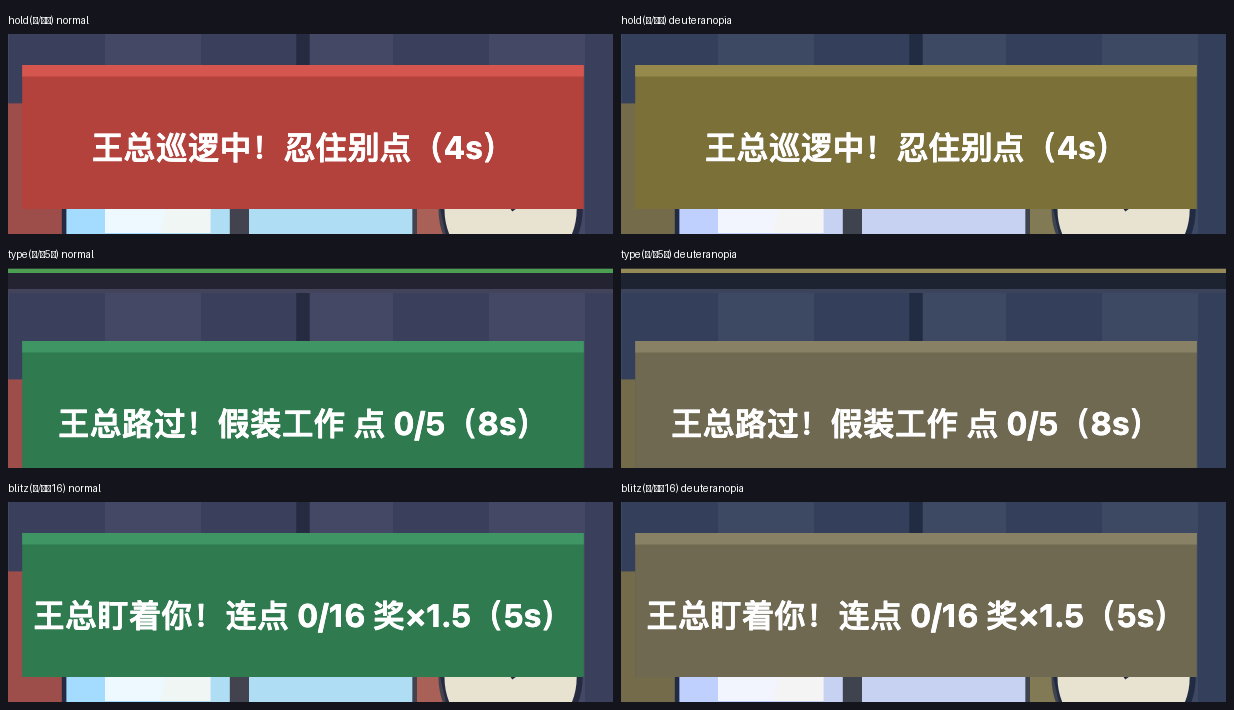 hold normal
hold deuteranopia
王总巡逻中！忍住别点（4s）
王总巡逻中！忍住别点（4s）
type normal
type deuteranopia
王总路过！假装工作 点 0/5（8s）
王总路过！假装工作 点 0/5（8s）
blitz normal
blitz deuteranopia
王总盯着你！连点 0/16 奖×1.5（5s）
王总盯着你！连点 0/16 奖×1.5（5s）